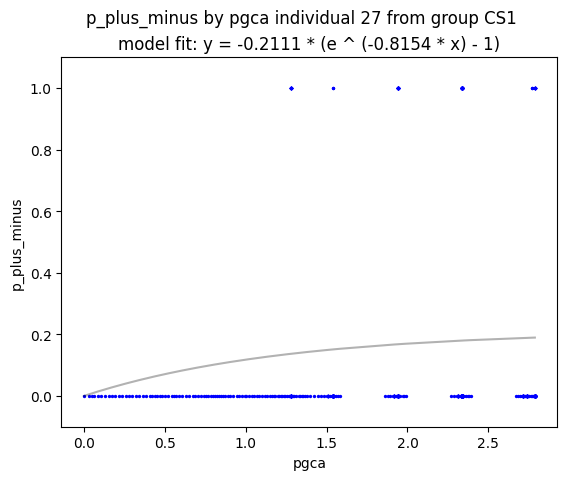 p_plus_minus by pgca individual 27 from group CS1
model fit: y = -0.2111 * (e ^ (-0.8154 * x) - 1)
1.0
0.8
0.6
0.4
0.2
0.0
p_plus_minus
0.0 0.5 1.0 1.5 2.0 2.5
pgca